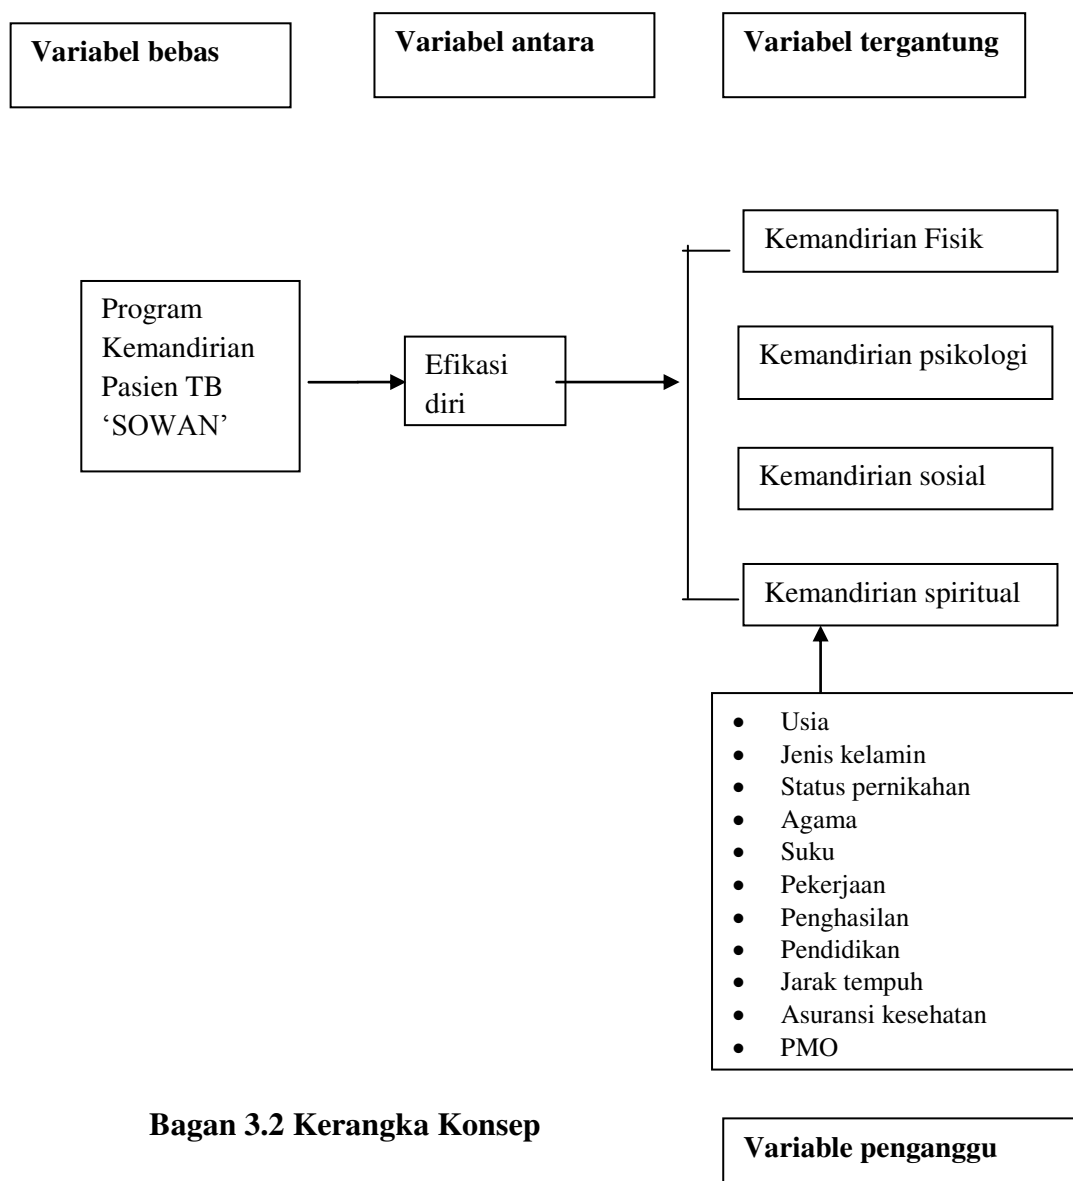 Variabel bebas
Variabel antara
Variabel tergantung
Kemandirian Fisik
Program
Kemandirian
Pasien TB
‘SOWAN’
Efikasi
diri
Kemandirian psikologi
Kemandirian sosial
Kemandirian spiritual
• Usia
• Jenis kelamin
• Status pernikahan
• Agama
• Suku
• Pekerjaan
• Penghasilan
• Pendidikan
• Jarak tempuh
• Asuransi kesehatan
• PMO
Bagan 3.2 Kerangka Konsep
Variable penganggu